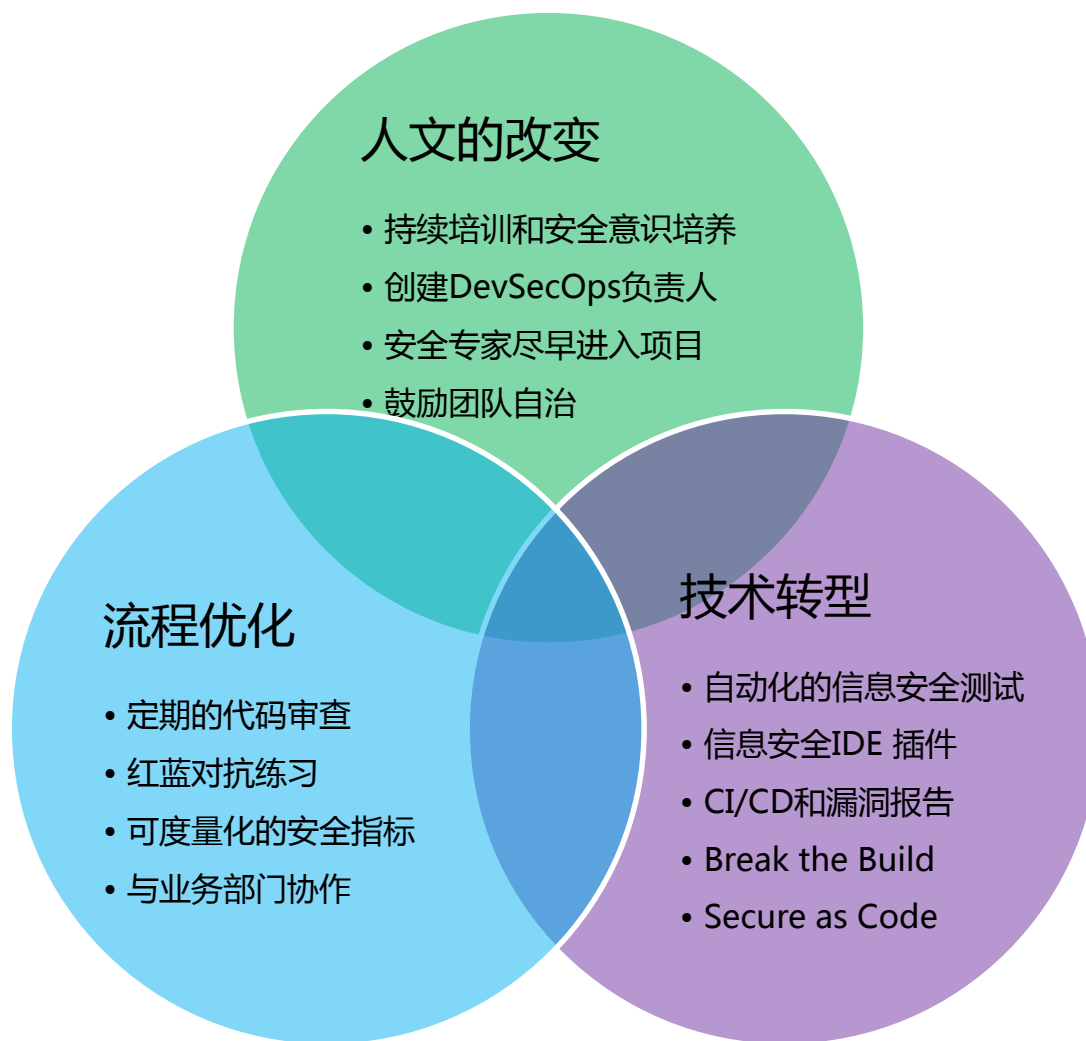 人文的改变
• 持续培训和安全意识培养
• 创建DevSecOps负责人
• 安全专家尽早进入项目
• 鼓励团队自治
流程优化
• 定期的代码审查
• 红蓝对抗练习
• 可度量化的安全指标
• 与业务部门协作
技术转型
• 自动化的信息安全测试
• 信息安全IDE 插件
• CI/CD和漏洞报告
• Break the Build
• Secure as Code